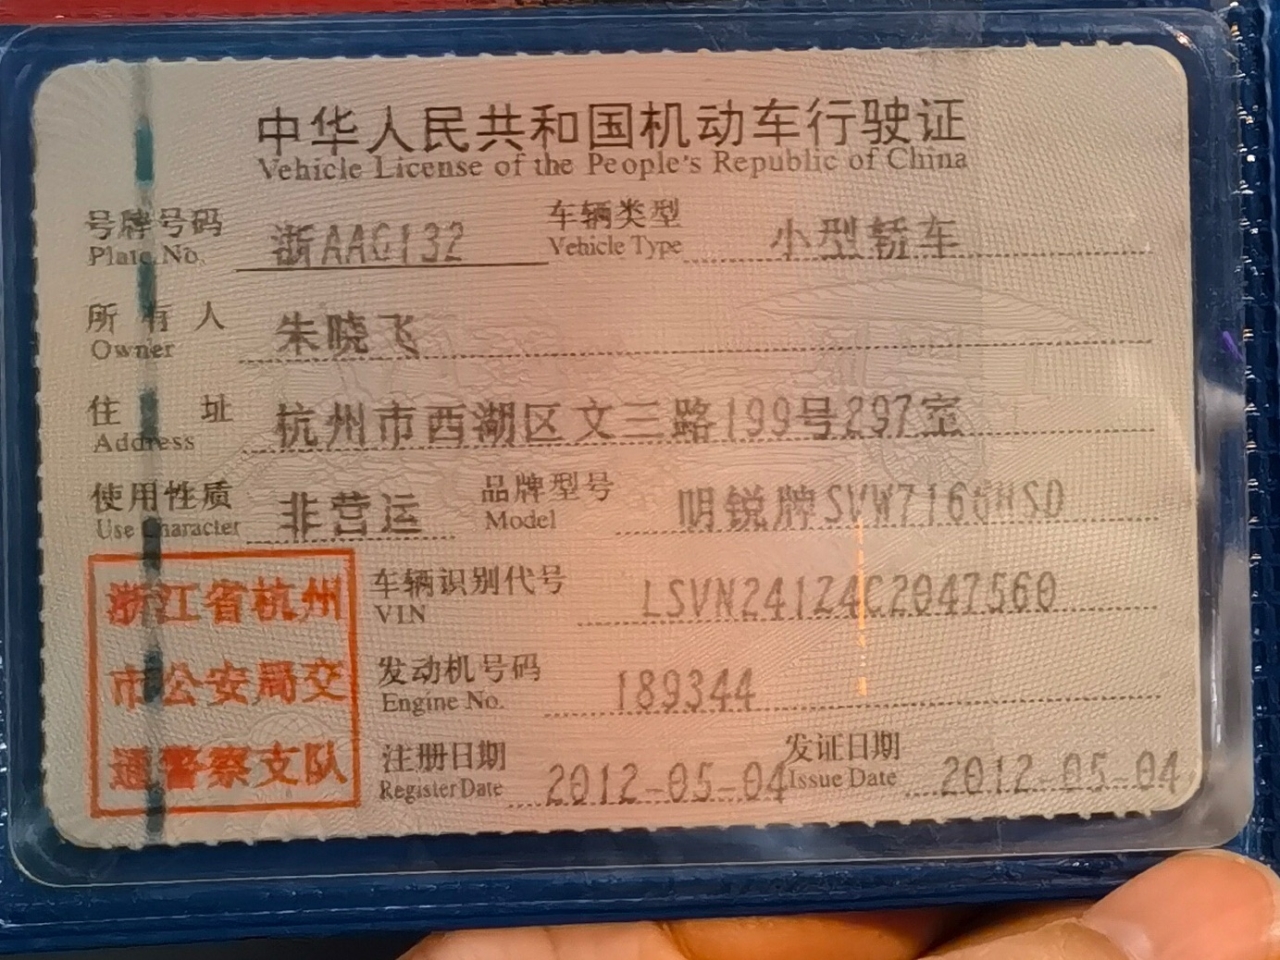 中华人民共和国机动车行驶证
Vehicle License of the People's Republic of China
号牌号码 浙AAG132 车辆类型 小型轿车
Plate No. Vehicle Type
所有人 朱晓飞
Owner
住址 杭州市西湖区文三路199号297室
Address
使用性质 非营运 品牌型号 明锐牌SVW7166HSD
Use Character Model
浙江省杭州
市公安局交
通警察支队
车辆识别代号 LSVN241Z4C2047560
VIN
发动机号码 189344
Engine No.
注册日期 2012-05-04 发证日期 2012-05-04
Register Date Issue Date